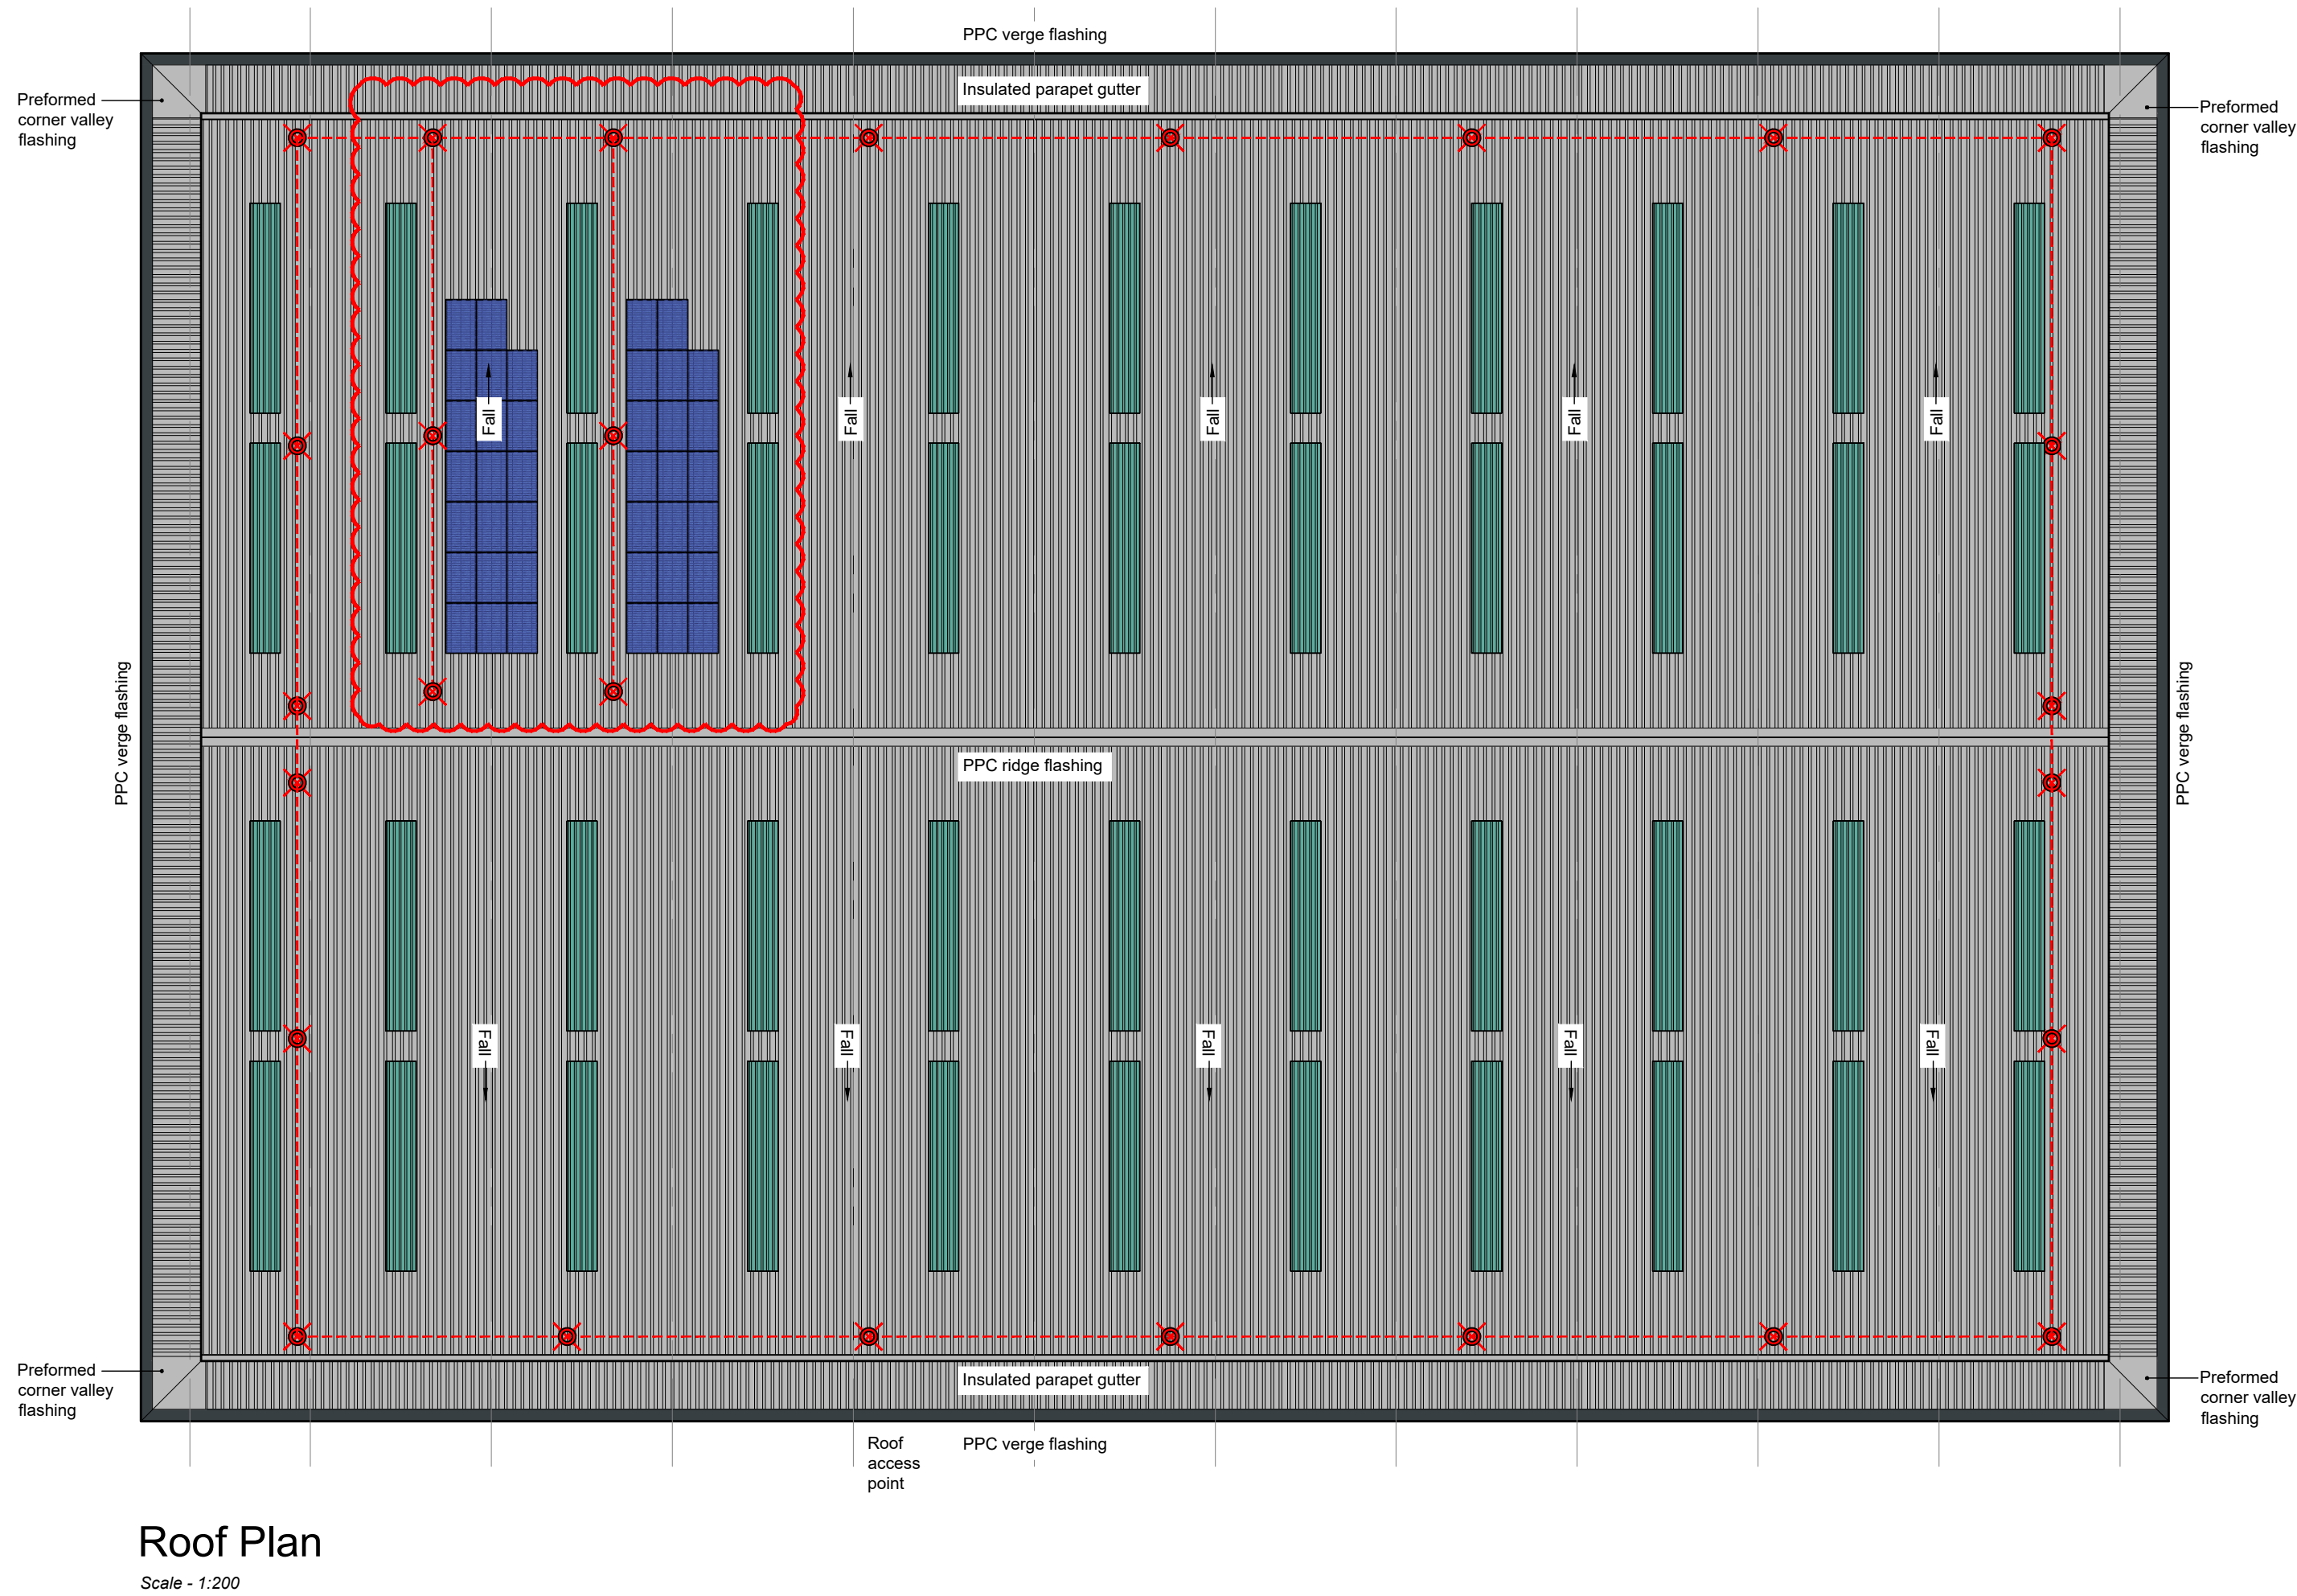 PPC verge flashing
Insulated parapet gutter
Preformed
corner valley
flashing
Preformed
corner valley
flashing
Fall
Fall
Fall
Fall
Fall
PPC verge flashing
PPC verge flashing
PPC ridge flashing
Fall
Fall
Fall
Fall
Fall
Insulated parapet gutter
Preformed
corner valley
flashing
Preformed
corner valley
flashing
Roof
access
point
PPC verge flashing
Roof Plan
Scale - 1:200